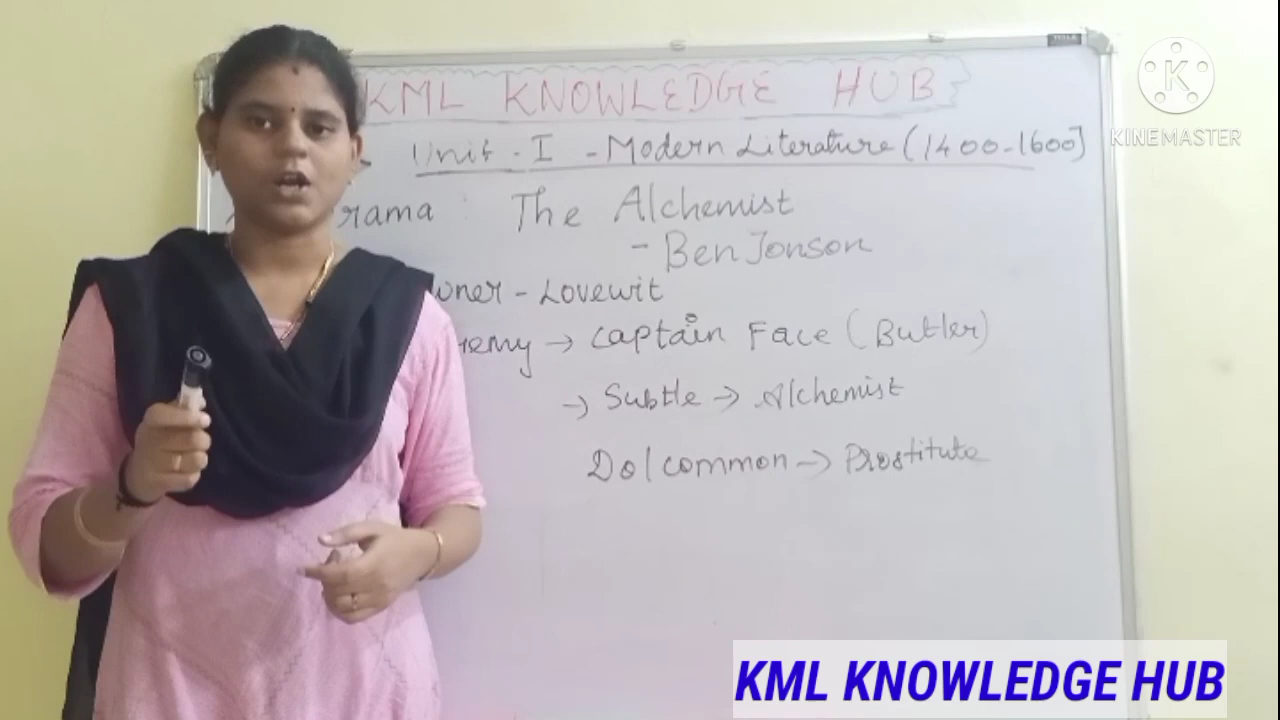 KML KNOWLEDGE HUB
Unit - I - Modern Literature (1400-1600)
rama : The Alchemist
- Ben Jonson
wner - Lovewit
hemy → Captain Face (Butler)
→ Subtle → Alchemist
Dol common → Prostitute
K
KINEMASTER
KML KNOWLEDGE HUB